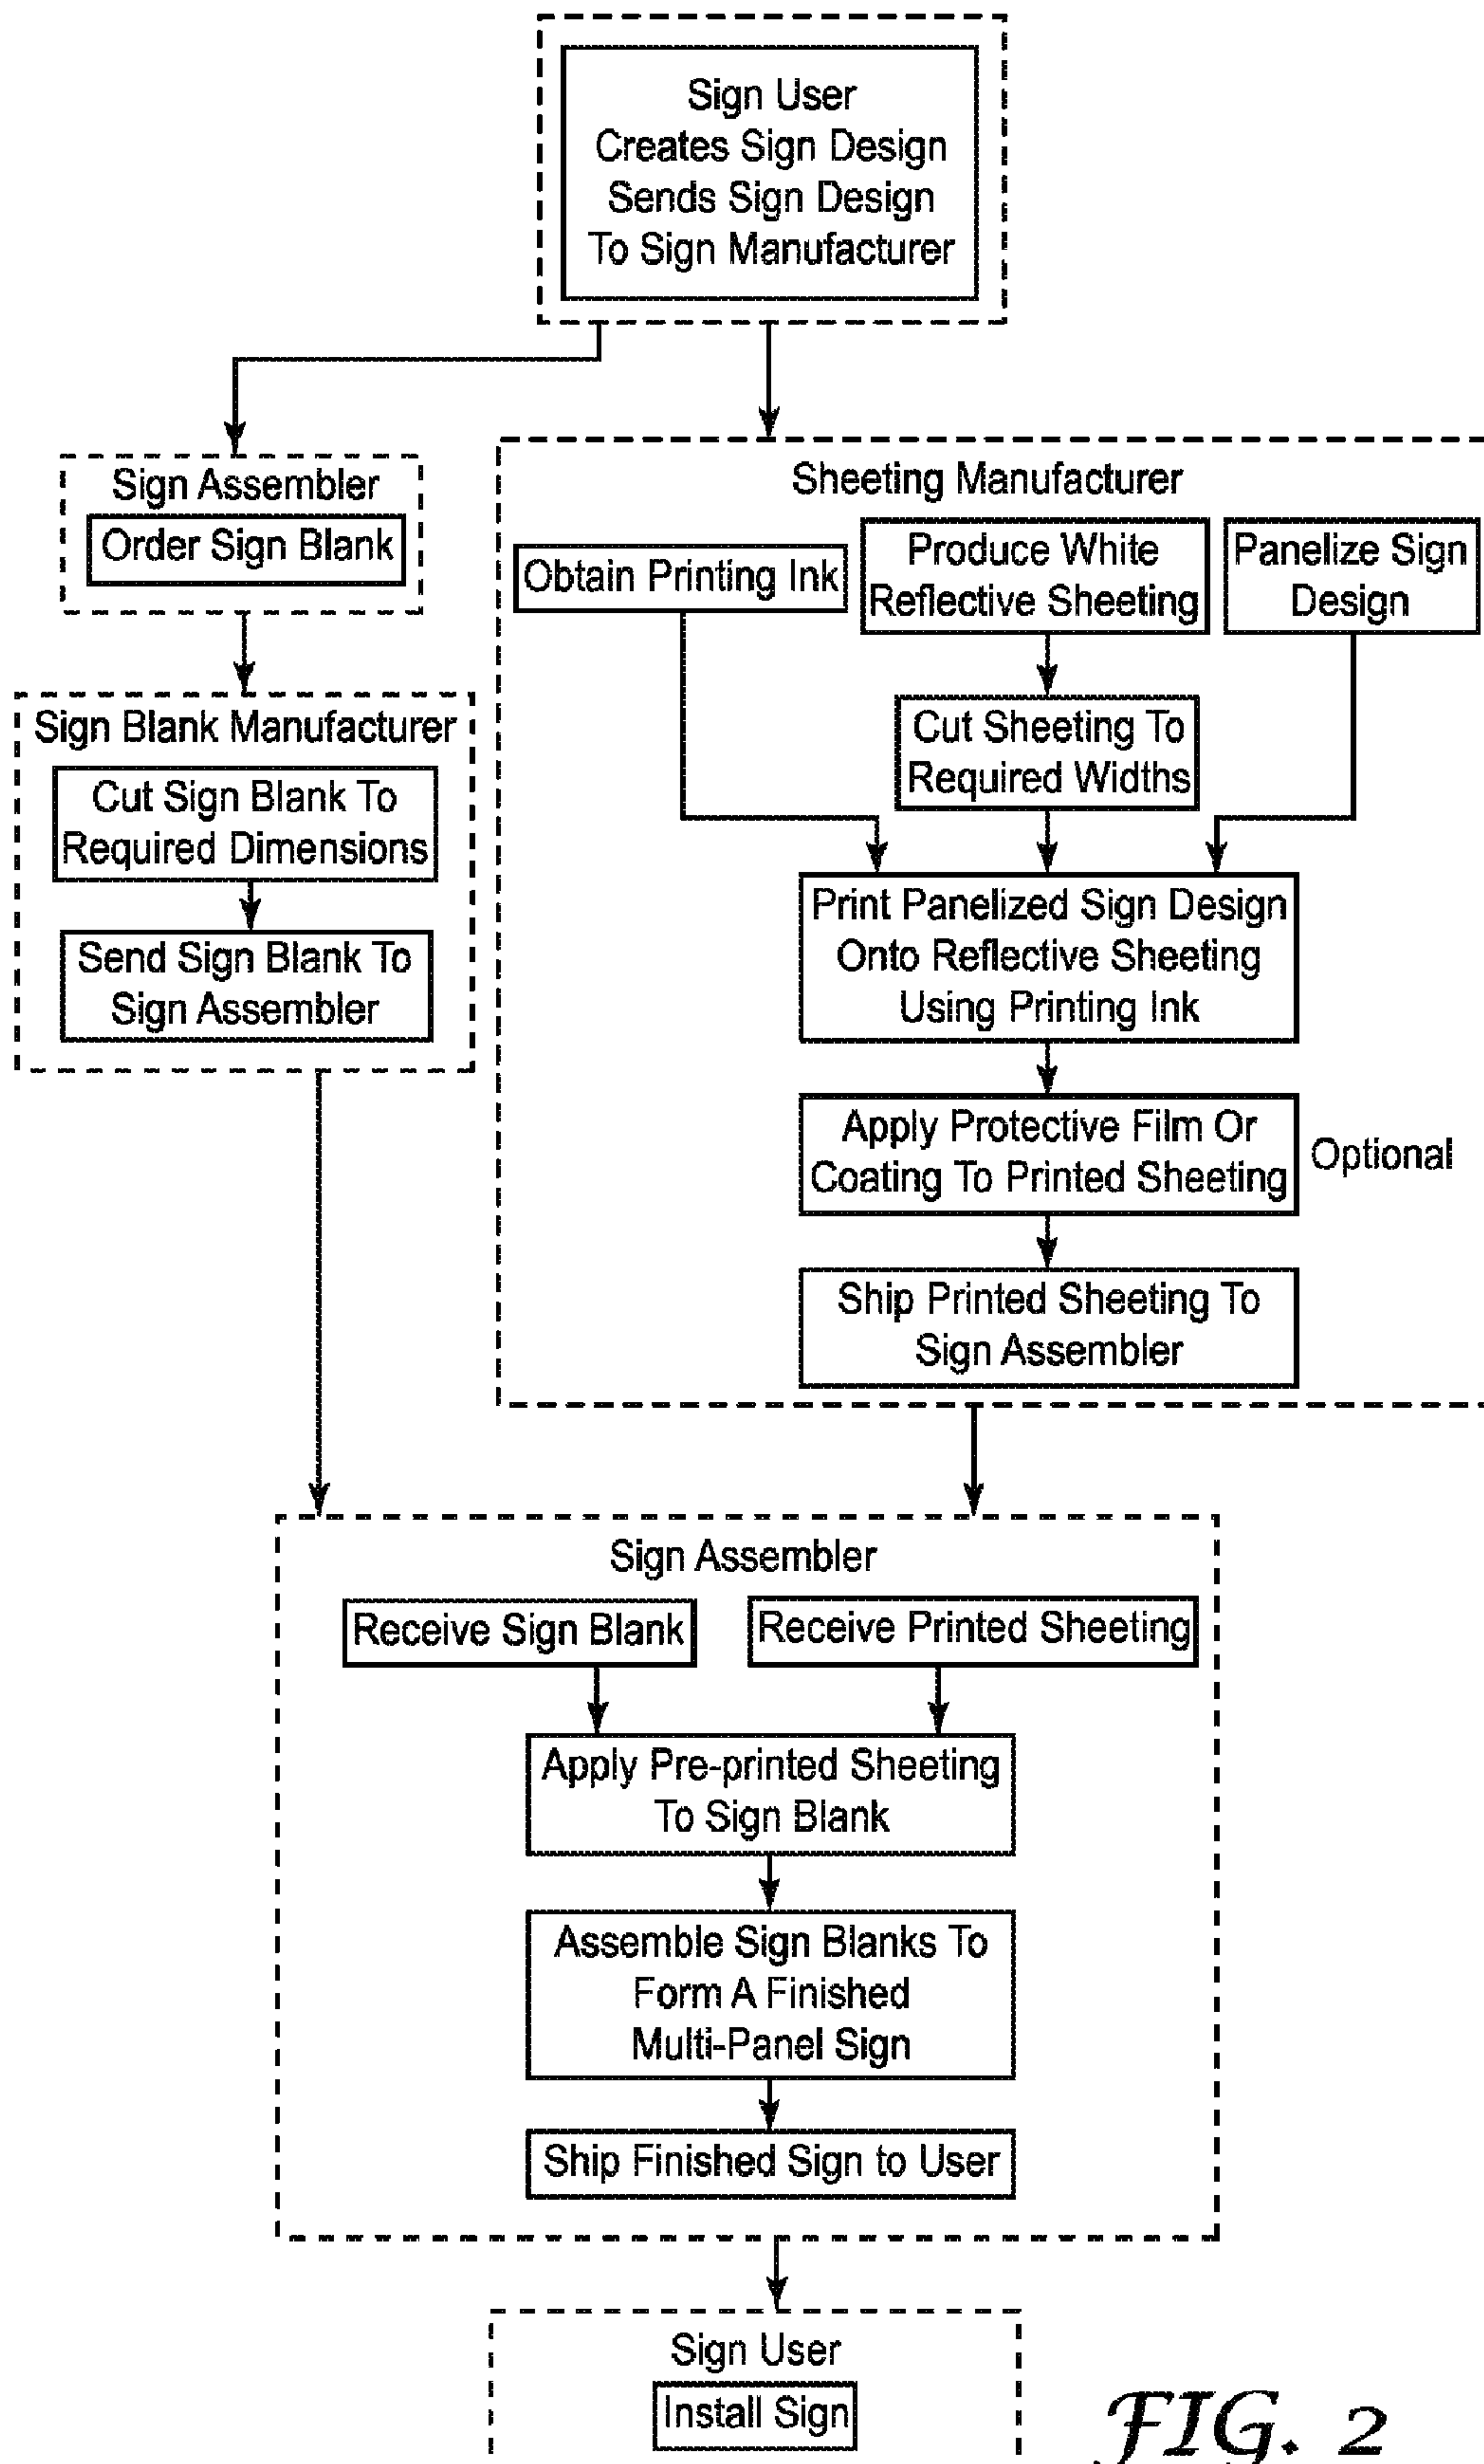 Sign User
Creates Sign Design
Sends Sign Design
To Sign Manufacturer
Sign Assembler
Order Sign Blank
Sign Blank Manufacturer
Cut Sign Blank To
Required Dimensions
Send Sign Blank To
Sign Assembler
Sheeting Manufacturer
Obtain Printing Ink
Produce White
Reflective Sheeting
Panelize Sign
Design
Cut Sheeting To
Required Widths
Print Panelized Sign Design
Onto Reflective Sheeting
Using Printing Ink
Apply Protective Film Or
Coating To Printed Sheeting
Optional
Ship Printed Sheeting To
Sign Assembler
Sign Assembler
Receive Sign Blank
Receive Printed Sheeting
Apply Pre-printed Sheeting
To Sign Blank
Assemble Sign Blanks To
Form A Finished
Multi-Panel Sign
Ship Finished Sign to User
Sign User
Install Sign
FIG. 2